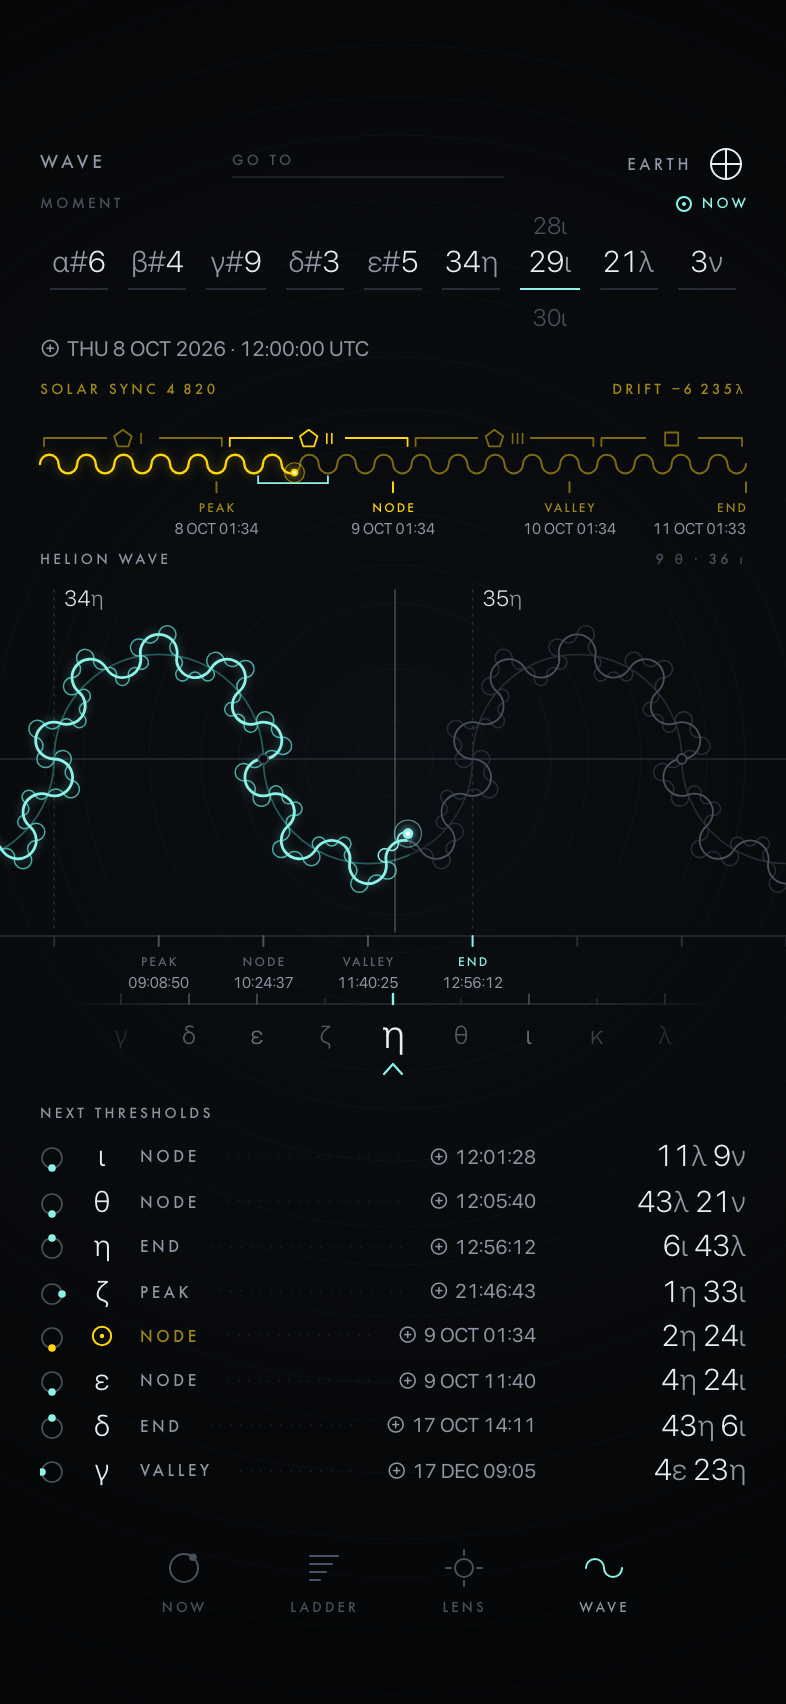 WAVE GO TO EARTH
MOMENT NOW
28ι
α#6 β#4 γ#9 δ#3 ε#5 34η 29ι 21λ 3ν
30ι
THU 8 OCT 2026 · 12:00:00 UTC
SOLAR SYNC 4 820 DRIFT −6 235λ
I II III
PEAK NODE VALLEY END
8 OCT 01:34 9 OCT 01:34 10 OCT 01:34 11 OCT 01:33
HELION WAVE 9 θ · 36 ι
34η 35η
PEAK NODE VALLEY END
09:08:50 10:24:37 11:40:25 12:56:12
γ δ ε ζ η θ ι κ λ
NEXT THRESHOLDS
ι NODE 12:01:28 11λ 9ν
θ NODE 12:05:40 43λ 21ν
η END 12:56:12 6ι 43λ
ζ PEAK 21:46:43 1η 33ι
NODE 9 OCT 01:34 2η 24ι
ε NODE 9 OCT 11:40 4η 24ι
δ END 17 OCT 14:11 43η 6ι
γ VALLEY 17 DEC 09:05 4ε 23η
NOW LADDER LENS WAVE